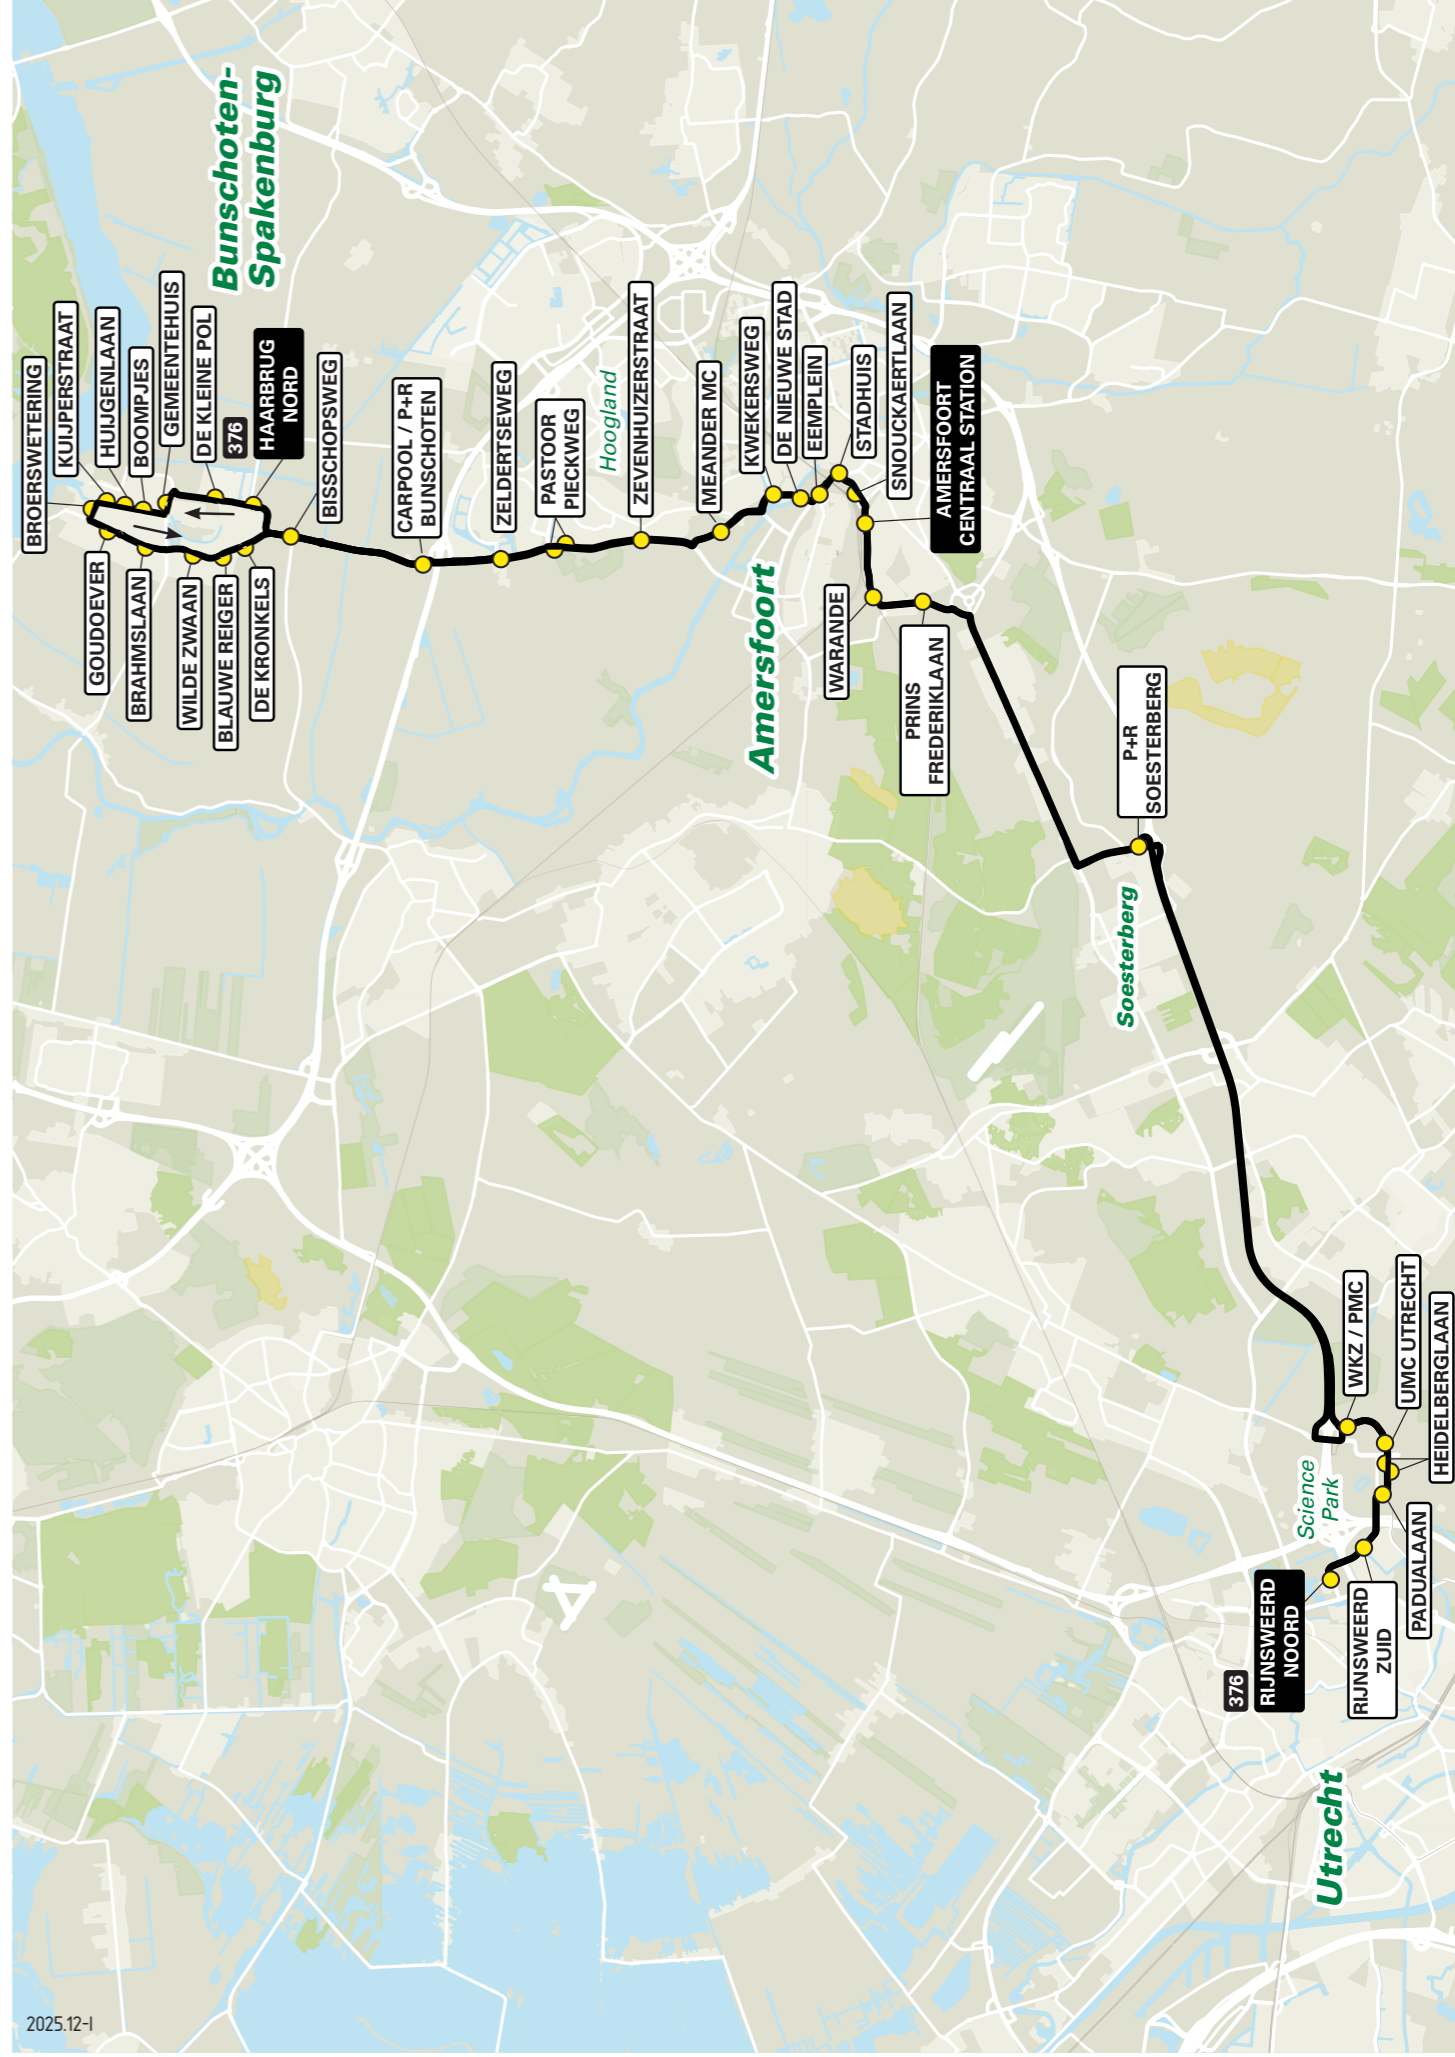 Bunschoten-
Spakenburg
BROERSWETERING
KUIJPERSTRAAT
HUIJGENLAAN
BOOMPJES
GEMEENTEHUIS
DE KLEINE POL
376
HAARBRUG
NORD
BISSCHOPSWEG
GOUDOEVER
BRAHMSLAAN
WILDE ZWAAN
BLAUWE REIGER
DE KRONKELS
CARPOOL / P+R
BUNSCHOTEN
ZELDERTSEWEG
PASTOOR
PIECKWEG
Hoogland
ZEVENHUIZERSTRAAT
MEANDER MC
KWEKERSWEG
DE NIEUWE STAD
EEMPLEIN
STADHUIS
SNOUCKAERTLAAN
AMERSFOORT
CENTRAAL STATION
Amersfoort
WARANDE
PRINS
FREDERIKLAAN
P+R
SOESTERBERG
Soesterberg
WKZ / PMC
UMC UTRECHT
HEIDELBERGLAAN
Science
Park
PADUALAAN
RIJNSWEERD
ZUID
376
RIJNSWEERD
NOORD
Utrecht
2025.12-I